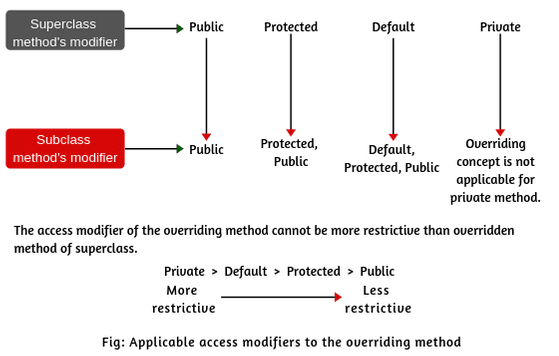 Superclass
method's modifier
Public
Protected
Default
Private
Subclass
method's modifier
Public
Protected,
Public
Default,
Protected, Public
Overriding
concept is not
applicable for
private method.
The access modifier of the overriding method cannot be more restrictive than overridden
method of superclass.
Private > Default > Protected > Public
More
restrictive
Less
restrictive
Fig: Applicable access modifiers to the overriding method